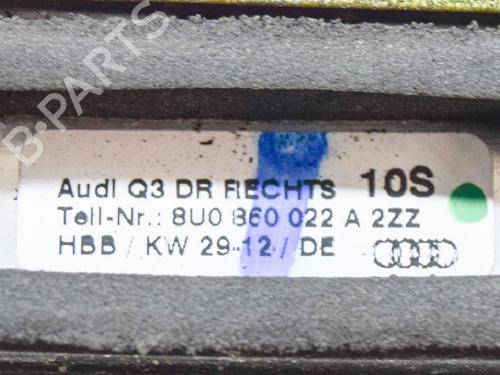 B-PARTS
Audi Q3 DR RECHTS 10S
Teil-Nr.: 8U0 860 022 A 2ZZ
HBB / KW 29-12 / DE